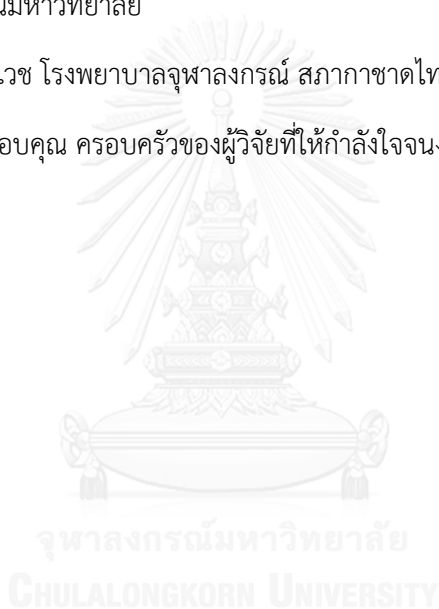 ณ์มหาวิทยาลัย
เวช โรงพยาบาลจุฬาลงกรณ์ สภากาชาดไท
อบคุณ ครอบครัวของผู้วิจัยที่ให้กำลังใจจน
จุฬาลงกรณ์มหาวิทยาลัย
CHULALONGKORN UNIVERSITY